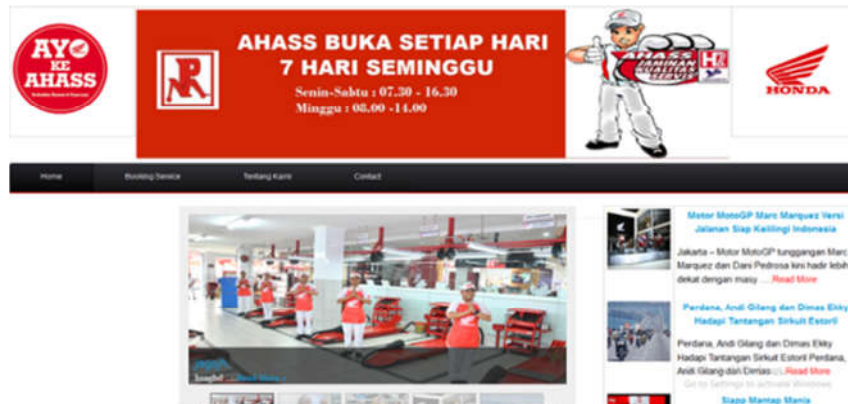 AYO
KE
AHASS
AHASS BUKA SETIAP HARI
7 HARI SEMINGGU
Senin-Sabtu : 07.30 - 16.30
Minggu : 08.00 -14.00
AHASS
JAMINAN
KUALITAS
SERVIS
HONDA
Home
Booking Service
Tentang Kami
Contact
Motor MotoGP Marc Marquez Versi
Jalanan Siap Kelilingi Indonesia
Jakarta – Motor MotoGP tunggangan Marc
Marquez dan Dani Pedrosa kini hadir lebih
dekat dengan masy ....Read More
Perdana, Andi Gilang dan Dimas Ekky
Hadapi Tantangan Sirkuit Estoril
Perdana, Andi Gilang dan Dimas Ekky
Hadapi Tantangan Sirkuit Estoril Perdana,
Andi Gilang dan Dimas ....Read More
Go to Settings to activate Windows.
Siapp Mantap Mania